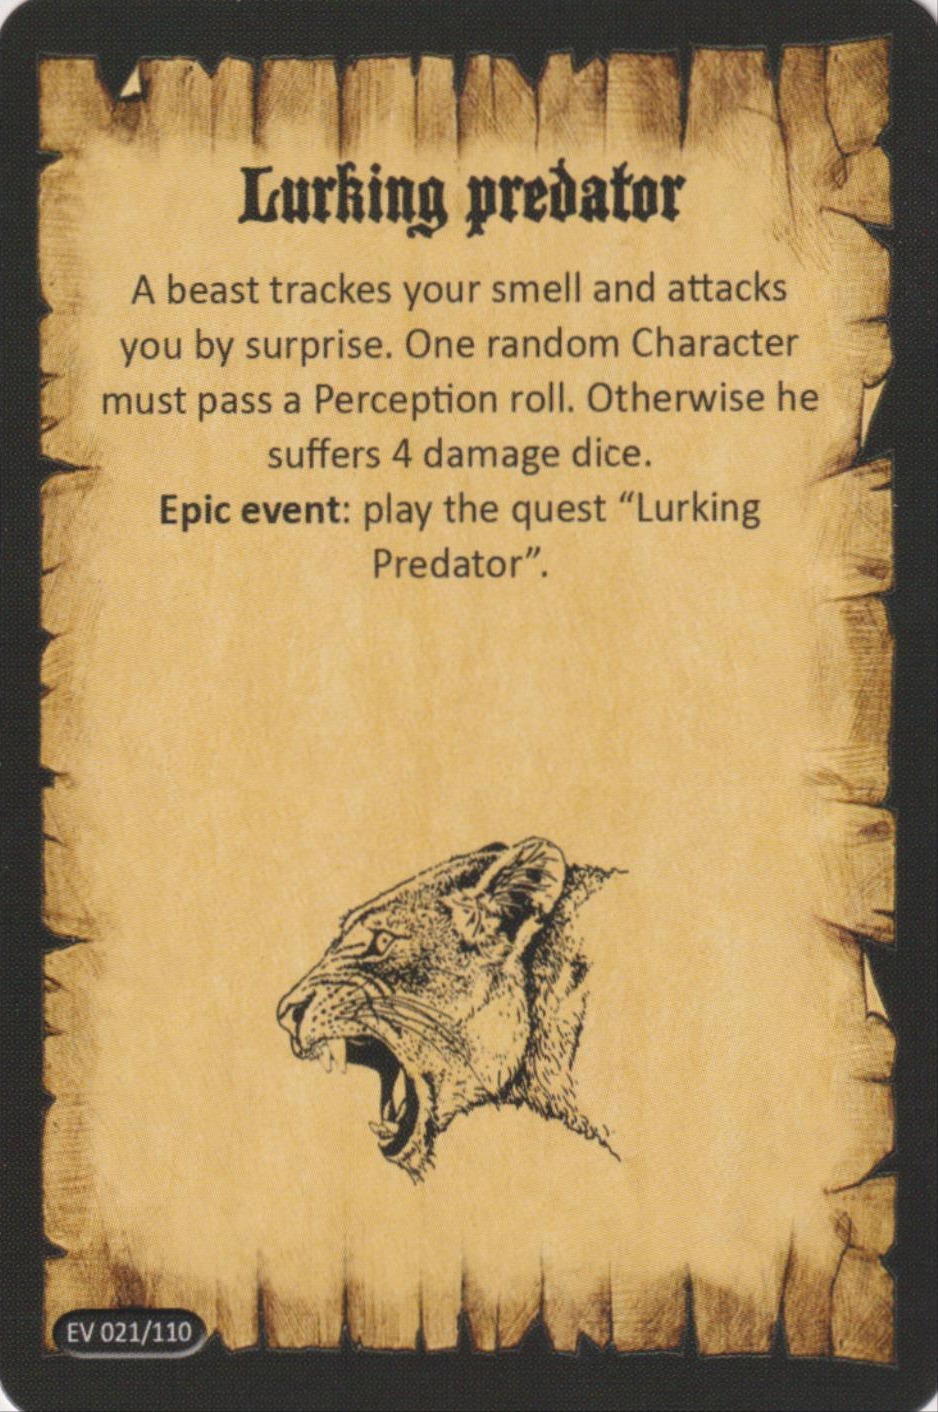 Lurking predator
A beast trackes your smell and attacks
you by surprise. One random Character
must pass a Perception roll. Otherwise he
suffers 4 damage dice.
Epic event: play the quest “Lurking
Predator”.
EV 021/110